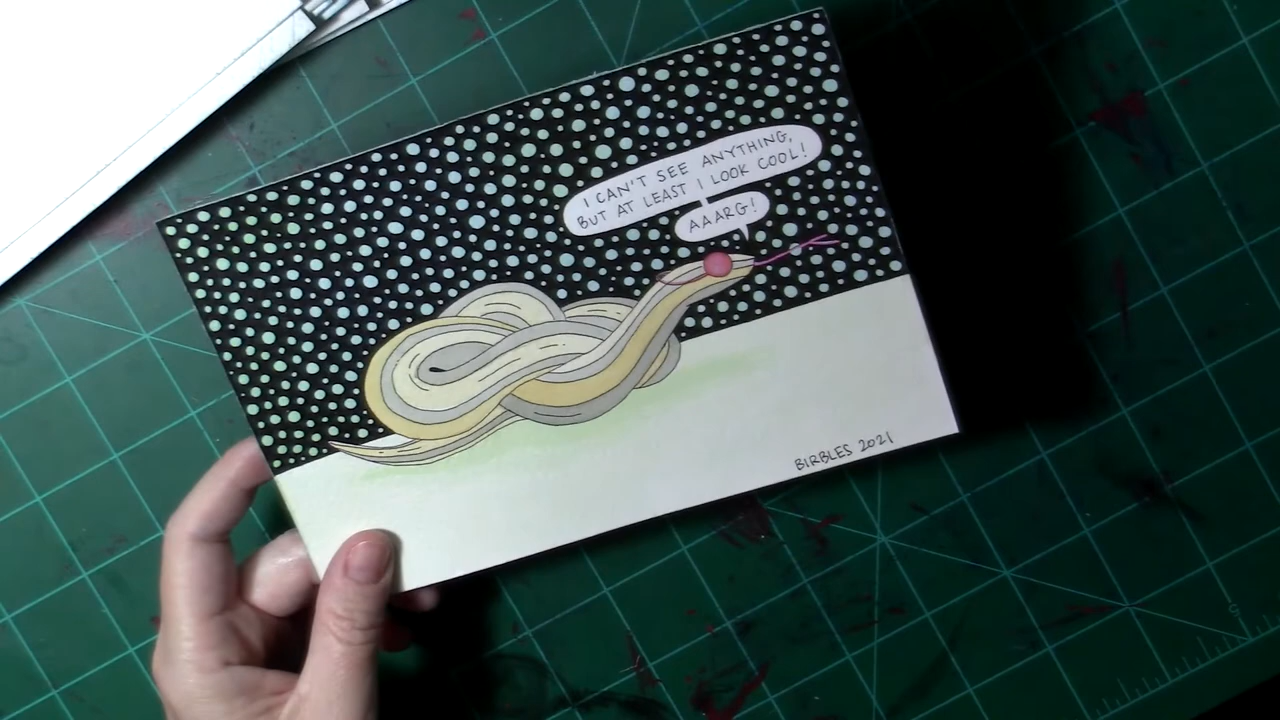 I CAN'T SEE ANYTHING,
BUT AT LEAST I LOOK COOL!
AAARG!
BIRBLES 2021